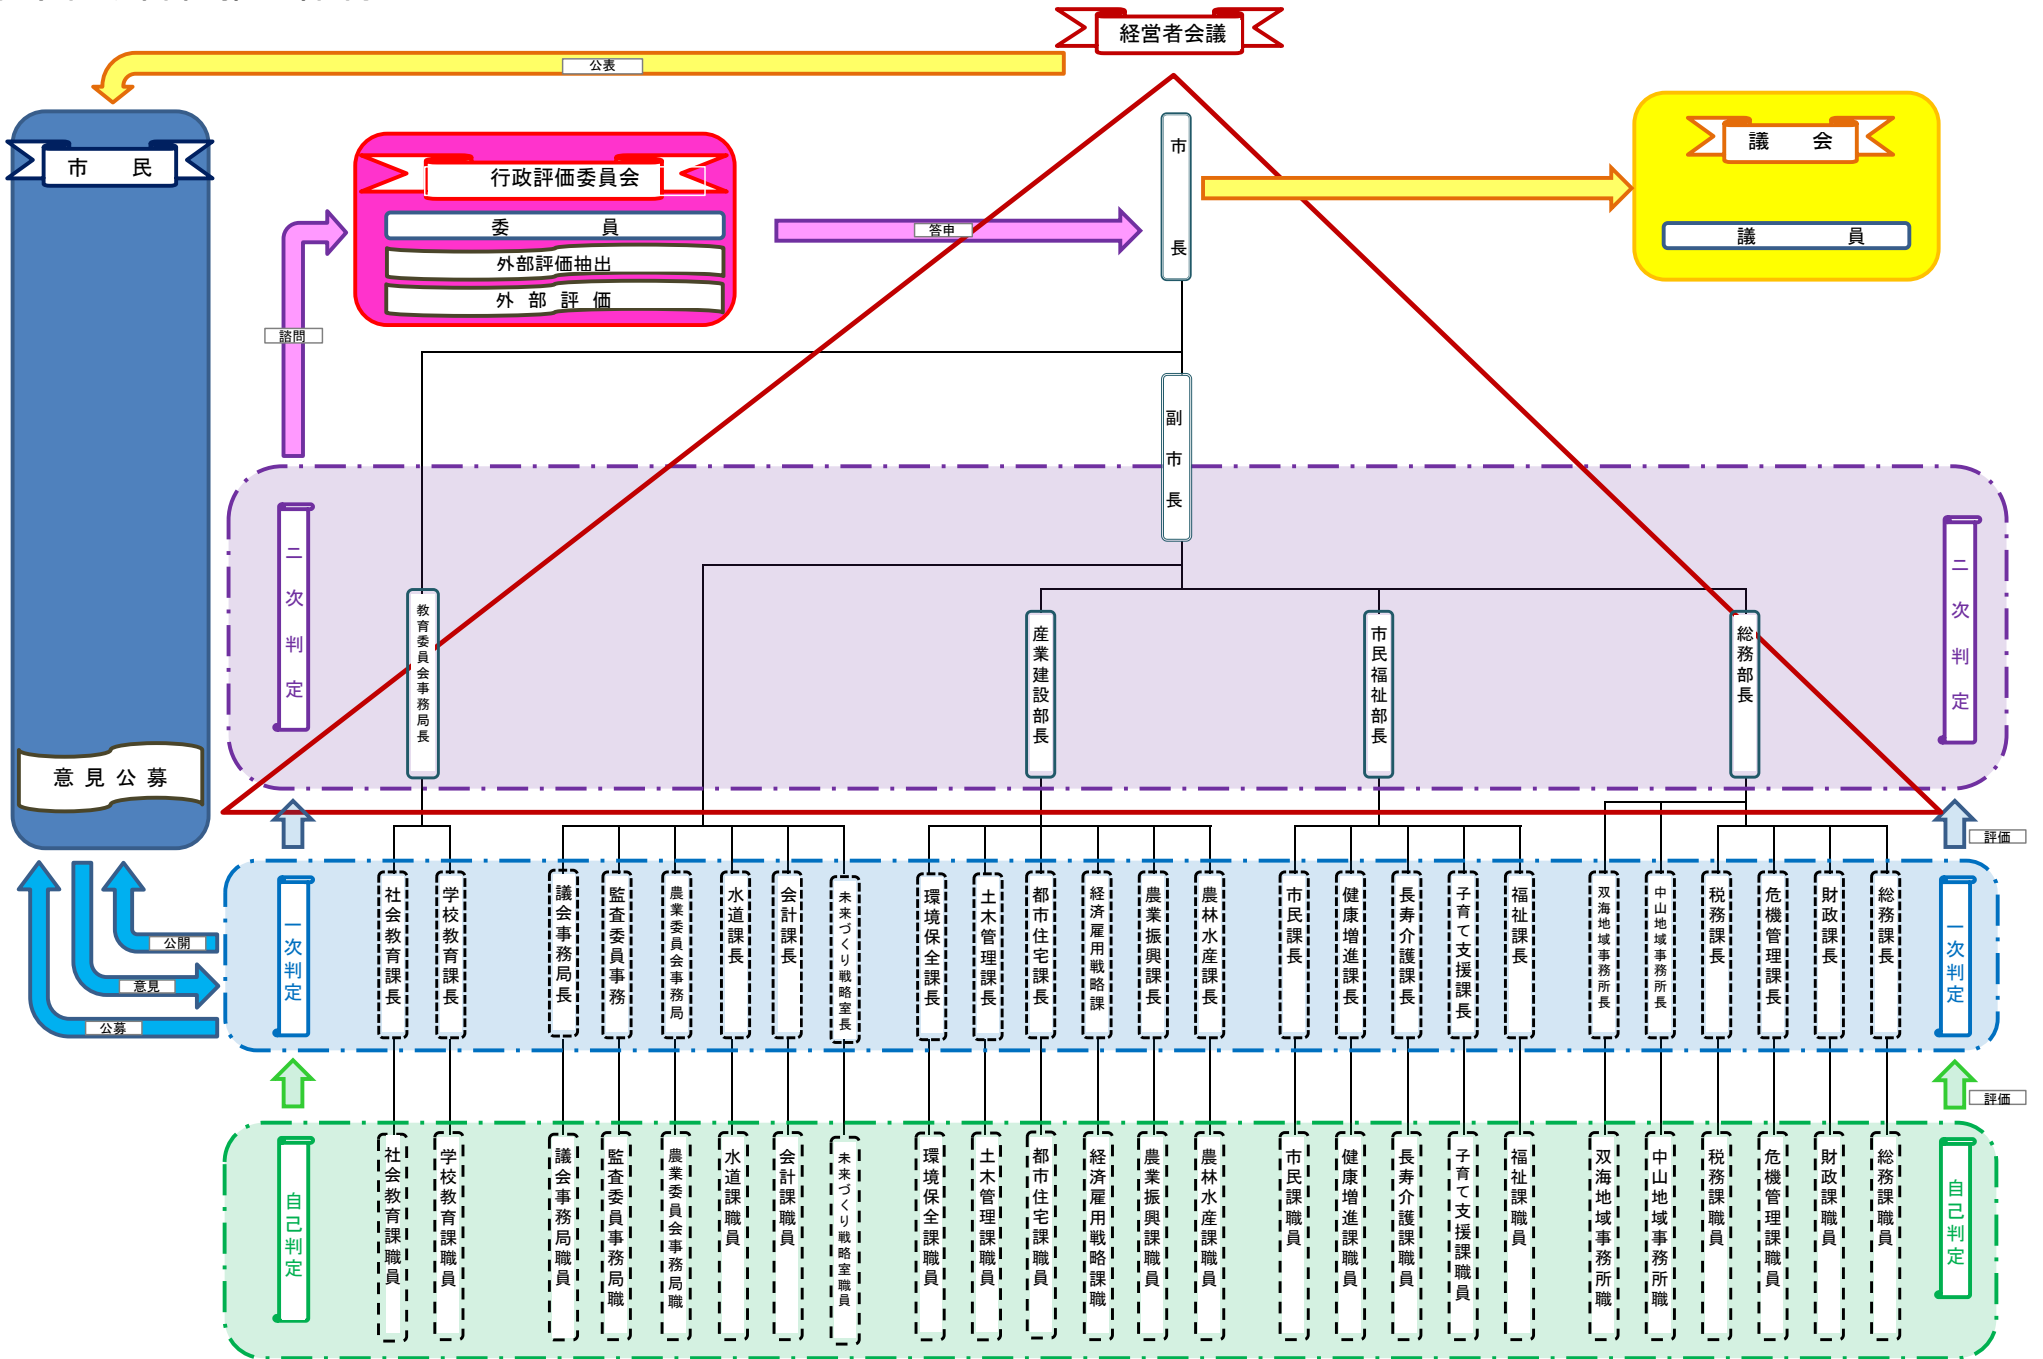 経営者会議
公表
市民
行政評価委員会
委員
外部評価抽出
外部評価
諮問
答申
市長
議会
議員
副市長
二次判定
二次判定
教育委員会事務局長
産業建設部長
市民福祉部長
総務部長
意見公募
評価
公開
意見
公募
一次判定
社会教育課長
学校教育課長
議会事務局長
監査委員事務
農業委員会事務局
水道課長
会計課長
未来づくり戦略室長
環境保全課長
土木管理課長
都市住宅課長
経済雇用戦略課
農業振興課長
農林水産課長
市民課長
健康増進課長
長寿介護課長
子育て支援課長
福祉課長
双海地域事務所長
中山地域事務所長
税務課長
危機管理課長
財政課長
総務課長
一次判定
評価
自己判定
社会教育課職員
学校教育課職員
議会事務局職員
監査委員事務局職
農業委員会事務局職
水道課職員
会計課職員
未来づくり戦略室職員
環境保全課職員
土木管理課職員
都市住宅課職員
経済雇用戦略課職
農業振興課職員
農林水産課職員
市民課職員
健康増進課職員
長寿介護課職員
子育て支援課職員
福祉課職員
双海地域事務所職
中山地域事務所職
税務課職員
危機管理課職員
財政課職員
総務課職員
自己判定